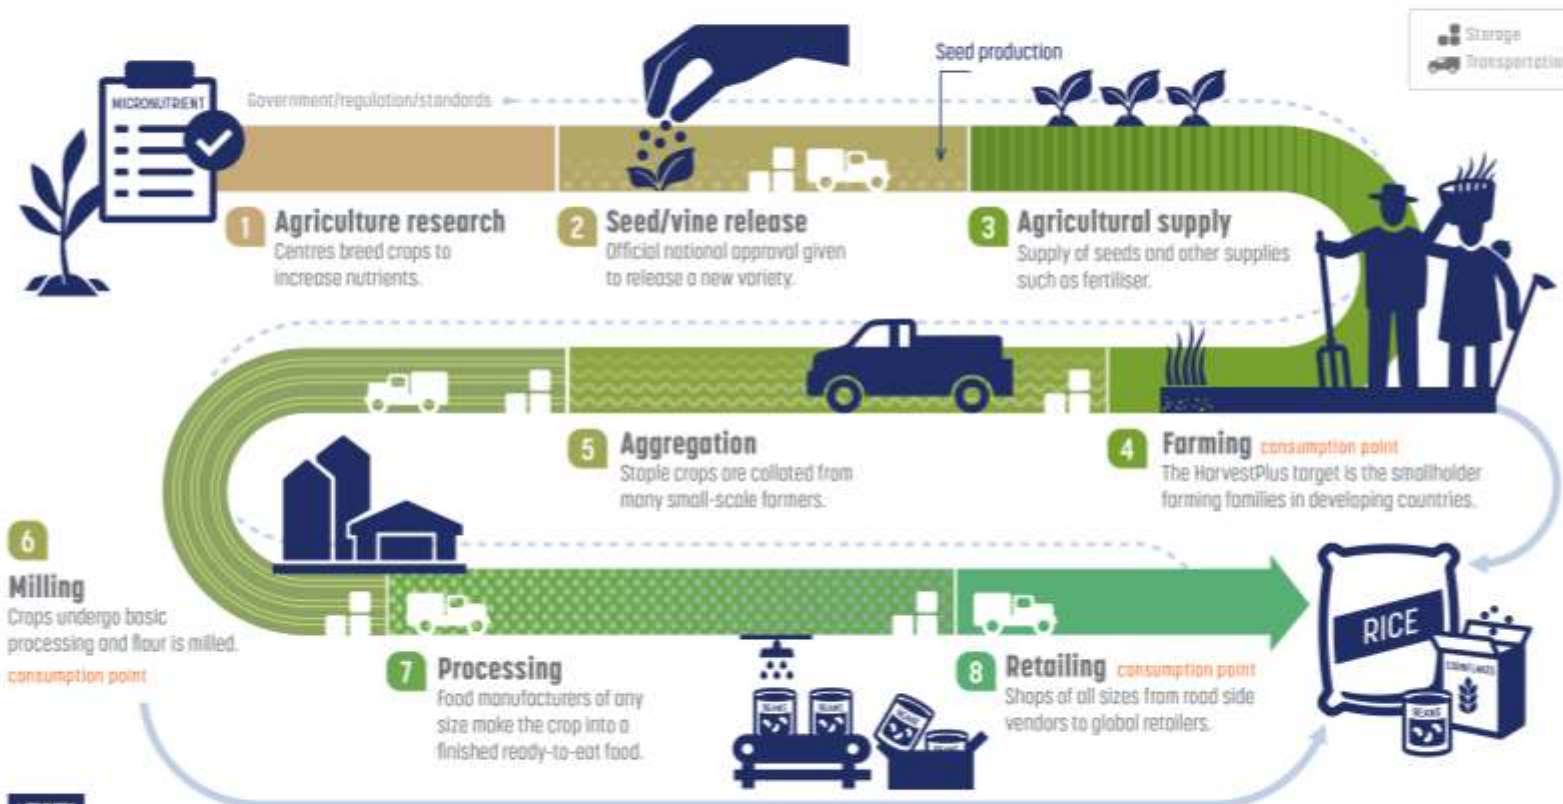 Storage
Transportation
Seed production
MICRONUTRIENT
Government/regulation/standards
1 Agriculture research
Centres breed crops to
increase nutrients.
2 Seed/vine release
Official national approval given
to release a new variety.
3 Agricultural supply
Supply of seeds and other supplies
such as fertiliser.
5 Aggregation
Staple crops are collated from
many small-scale farmers.
4 Farming consumption point
The HarvestPlus target is the smallholder
farming families in developing countries.
6
Milling
Crops undergo basic
processing and flour is milled.
consumption point
7 Processing
Food manufacturers of any
size make the crop into a
finished ready-to-eat food.
8 Retailing consumption point
Shops of all sizes from road side
vendors to global retailers.
RICE
CORNFLAKES
BEANS
BEANS
BEANS
BEANS
BEANS